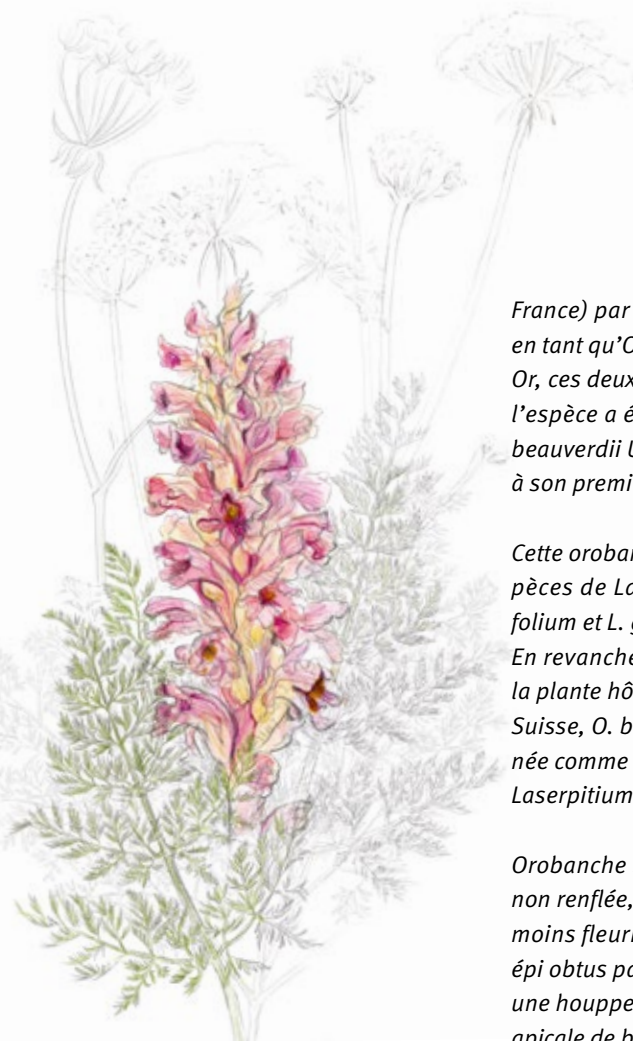 France) par
en tant qu’O
Or, ces deux
l’espèce a é
beauverdii
à son premi
Cette oroban
pèces de La
folium et L.
En revanche
la plante hô
Suisse, O. b
née comme
Laserpitium
Orobanche
non renflée,
moins fleuri
épi obtus pa
une houppe
apicale de b